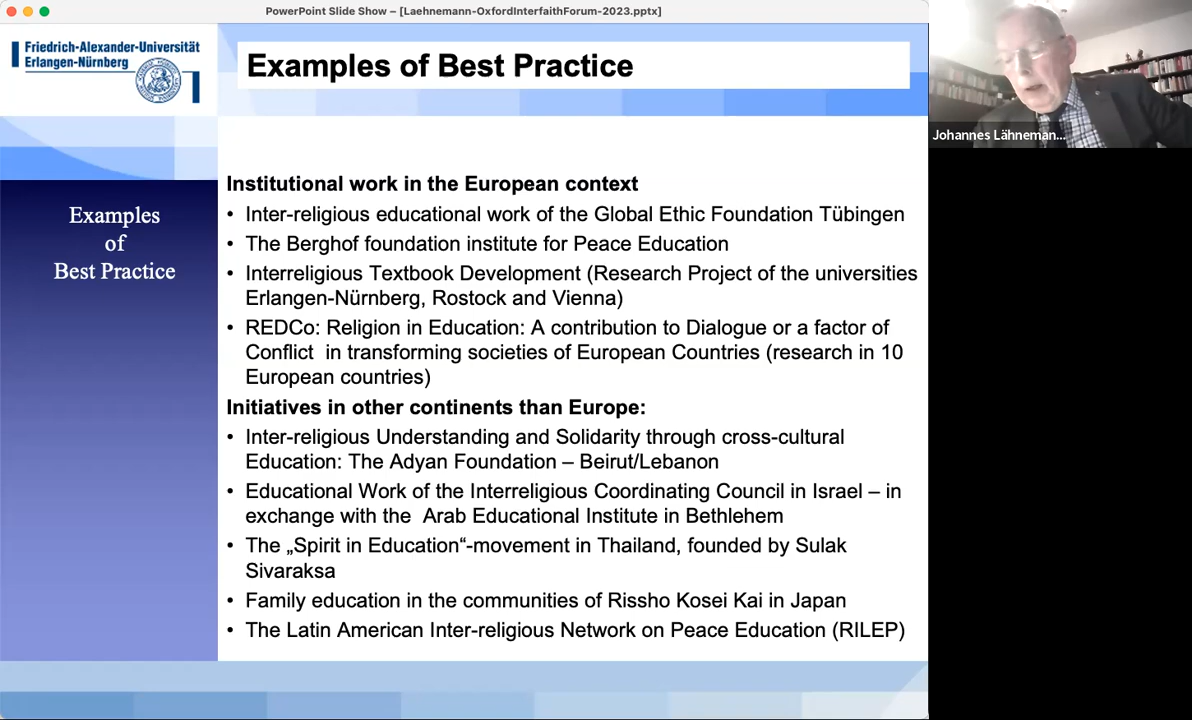 PowerPoint Slide Show – [Laehnemann-OxfordInterfaithForum-2023.pptx]
Friedrich-Alexander-Universität
Erlangen-Nürnberg
Examples of Best Practice
Johannes Lähneman...
Examples
of
Best Practice
Institutional work in the European context
• Inter-religious educational work of the Global Ethic Foundation Tübingen
• The Berghof foundation institute for Peace Education
• Interreligious Textbook Development (Research Project of the universities
Erlangen-Nürnberg, Rostock and Vienna)
• REDCo: Religion in Education: A contribution to Dialogue or a factor of
Conflict in transforming societies of European Countries (research in 10
European countries)
Initiatives in other continents than Europe:
• Inter-religious Understanding and Solidarity through cross-cultural
Education: The Adyan Foundation – Beirut/Lebanon
• Educational Work of the Interreligious Coordinating Council in Israel – in
exchange with the Arab Educational Institute in Bethlehem
• The „Spirit in Education“-movement in Thailand, founded by Sulak
Sivaraksa
• Family education in the communities of Rissho Kosei Kai in Japan
• The Latin American Inter-religious Network on Peace Education (RILEP)